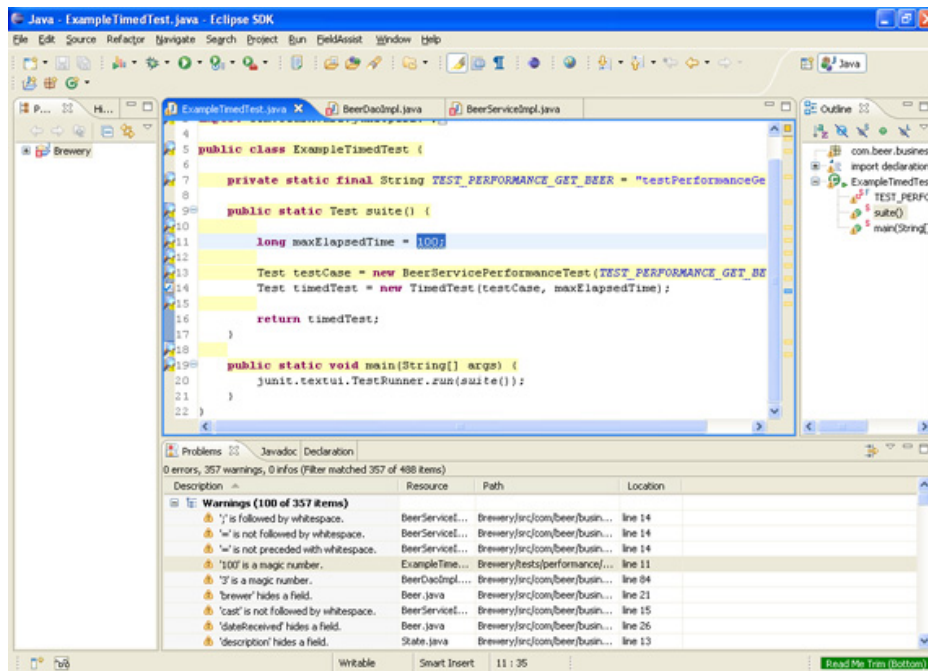 Java - ExampleTimedTest.java - Eclipse SDK
File Edit Source Refactor Navigate Search Project Run FieldAssist Window Help
Java
P... Hi...
ExampleTimedTest.java BeerDaoImpl.java BeerServiceImpl.java
Outline
Brewery
4
5 public class ExampleTimedTest {
6
7 private static final String TEST_PERFORMANCE_GET_BEER = "testPerformanceGe
8
9 public static Test suite() {
10
11 long maxElapsedTime = 100;
12
13 Test testCase = new BeerServicePerformanceTest(TEST_PERFORMANCE_GET_BE
14 Test timedTest = new TimedTest(testCase, maxElapsedTime);
15
16 return timedTest;
17 }
18
19 public static void main(String[] args) {
20 junit.textui.TestRunner.run(suite());
21 }
22 }
com.beer.busines
import declaration
ExampleTimedTes
TEST_PERFO
suite()
main(String[]
Problems Javadoc Declaration
0 errors, 357 warnings, 0 infos (Filter matched 357 of 488 items)
Description Resource Path Location
Warnings (100 of 357 items)
';' is followed by whitespace. BeerServiceI... Brewery/src/com/beer/busin... line 14
'=' is not followed by whitespace. BeerServiceI... Brewery/src/com/beer/busin... line 14
'=' is not preceded with whitespace. BeerServiceI... Brewery/src/com/beer/busin... line 14
'100' is a magic number. ExampleTime... Brewery/tests/performance/... line 11
'3' is a magic number. BeerDaoImpl.... Brewery/src/com/beer/busin... line 84
'brewer' hides a field. Beer.java Brewery/src/com/beer/busin... line 21
'cast' is not followed by whitespace. BeerServiceI... Brewery/src/com/beer/busin... line 15
'dateReceived' hides a field. Beer.java Brewery/src/com/beer/busin... line 26
'description' hides a field. State.java Brewery/src/com/beer/busin... line 13
Writable Smart Insert 11 : 35 Read Me Trim (Bottom)